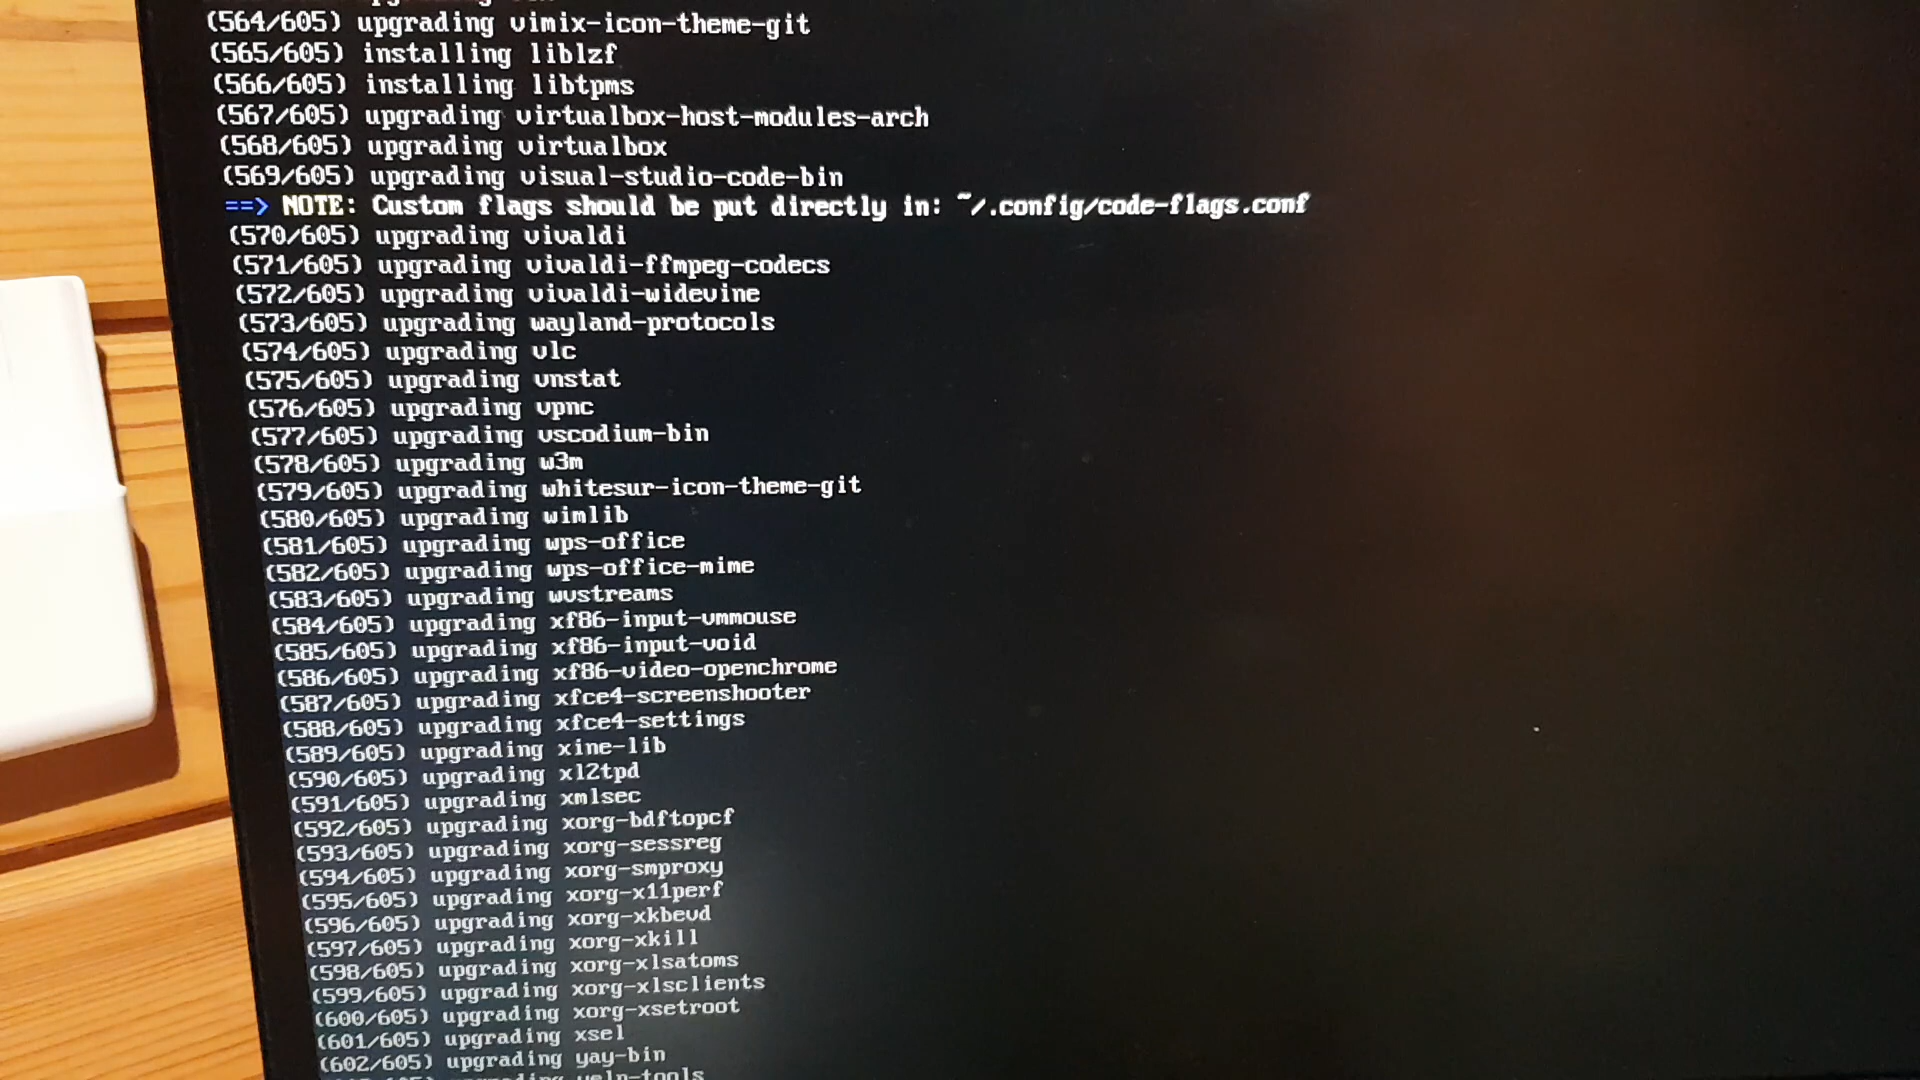 (564/605) upgrading vimix-icon-theme-git
(565/605) installing liblzf
(566/605) installing libtpms
(567/605) upgrading virtualbox-host-modules-arch
(568/605) upgrading virtualbox
(569/605) upgrading visual-studio-code-bin
==> NOTE: Custom flags should be put directly in: ~/.config/code-flags.conf
(570/605) upgrading vivaldi
(571/605) upgrading vivaldi-ffmpeg-codecs
(572/605) upgrading vivaldi-widevine
(573/605) upgrading wayland-protocols
(574/605) upgrading vlc
(575/605) upgrading vnstat
(576/605) upgrading vpnc
(577/605) upgrading vscodium-bin
(578/605) upgrading w3m
(579/605) upgrading whitesur-icon-theme-git
(580/605) upgrading wimlib
(581/605) upgrading wps-office
(582/605) upgrading wps-office-mime
(583/605) upgrading wvstreams
(584/605) upgrading xf86-input-vmmouse
(585/605) upgrading xf86-input-void
(586/605) upgrading xf86-video-openchrome
(587/605) upgrading xfce4-screenshooter
(588/605) upgrading xfce4-settings
(589/605) upgrading xine-lib
(590/605) upgrading xl2tpd
(591/605) upgrading xmlsec
(592/605) upgrading xorg-bdftopcf
(593/605) upgrading xorg-sessreg
(594/605) upgrading xorg-smproxy
(595/605) upgrading xorg-x11perf
(596/605) upgrading xorg-xkbevd
(597/605) upgrading xorg-xkill
(598/605) upgrading xorg-xlsatoms
(599/605) upgrading xorg-xlsclients
(600/605) upgrading xorg-xsetroot
(601/605) upgrading xsel
(602/605) upgrading yay-bin
upgrading yelp-tools